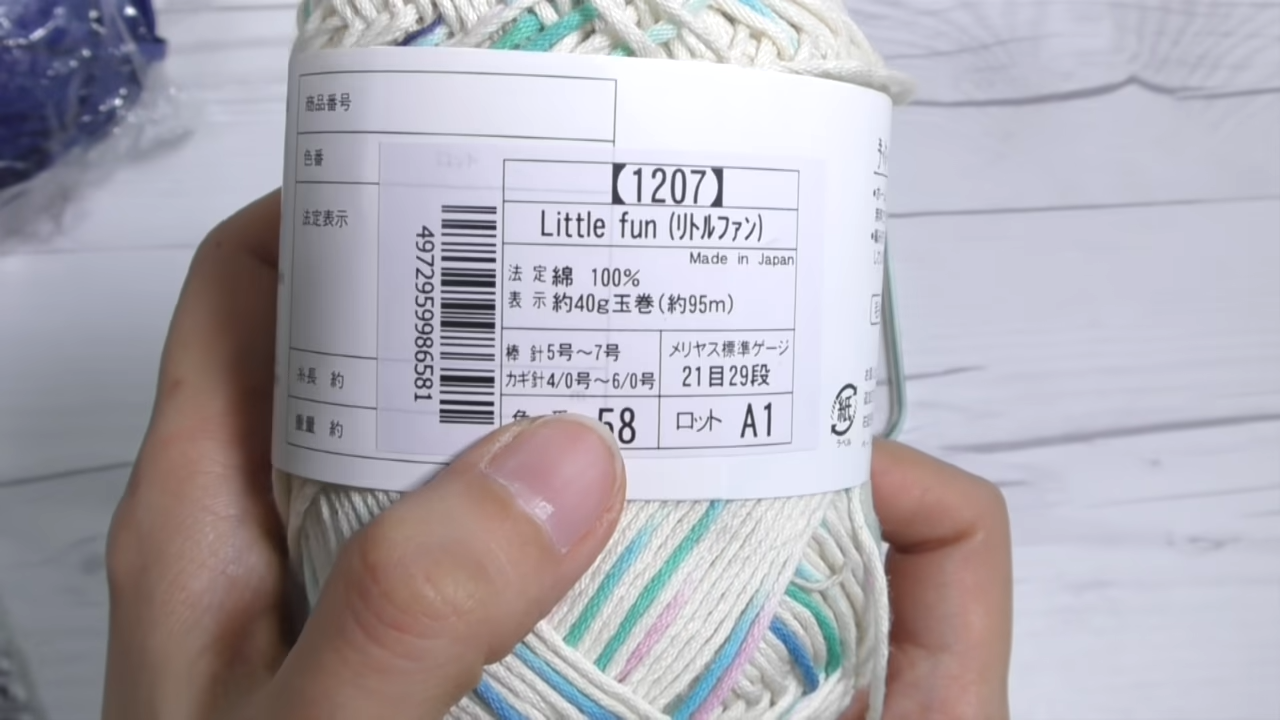 商品番号
色番
法定表示
糸長 約
重量 約
4972959986581
【1207】
Little fun (リトルファン)
Made in Japan
法定 綿 100%
表示 約40g玉巻(約95m)
棒 針5号～7号
カギ針4/0号～6/0号
メリヤス標準ゲージ
21目29段
58
ロット A1
紙
ラベル